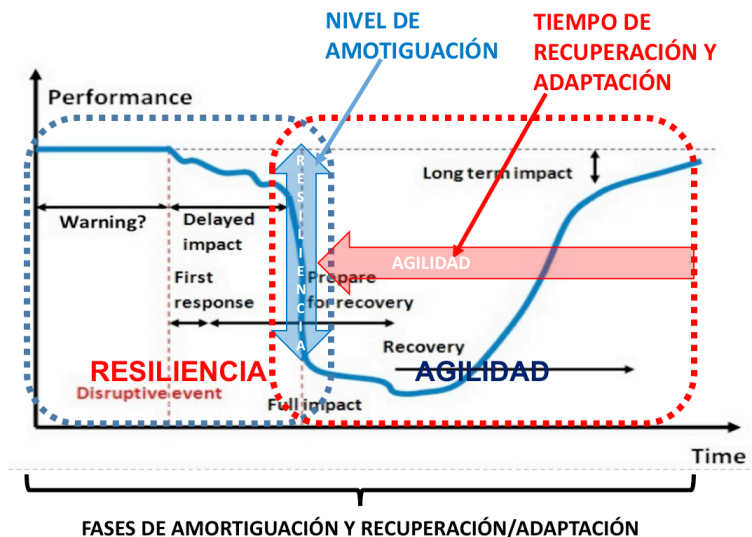 NIVEL DE
AMOTIGUACIÓN
TIEMPO DE
RECUPERACIÓN Y
ADAPTACIÓN
Performance
RESILIENCIA
Long term impact
Warning?
Delayed
impact
AGILIDAD
First
response
Prepare
for recovery
Recovery
RESILIENCIA
AGILIDAD
Disruptive event
Full impact
Time
FASES DE AMORTIGUACIÓN Y RECUPERACIÓN/ADAPTACIÓN